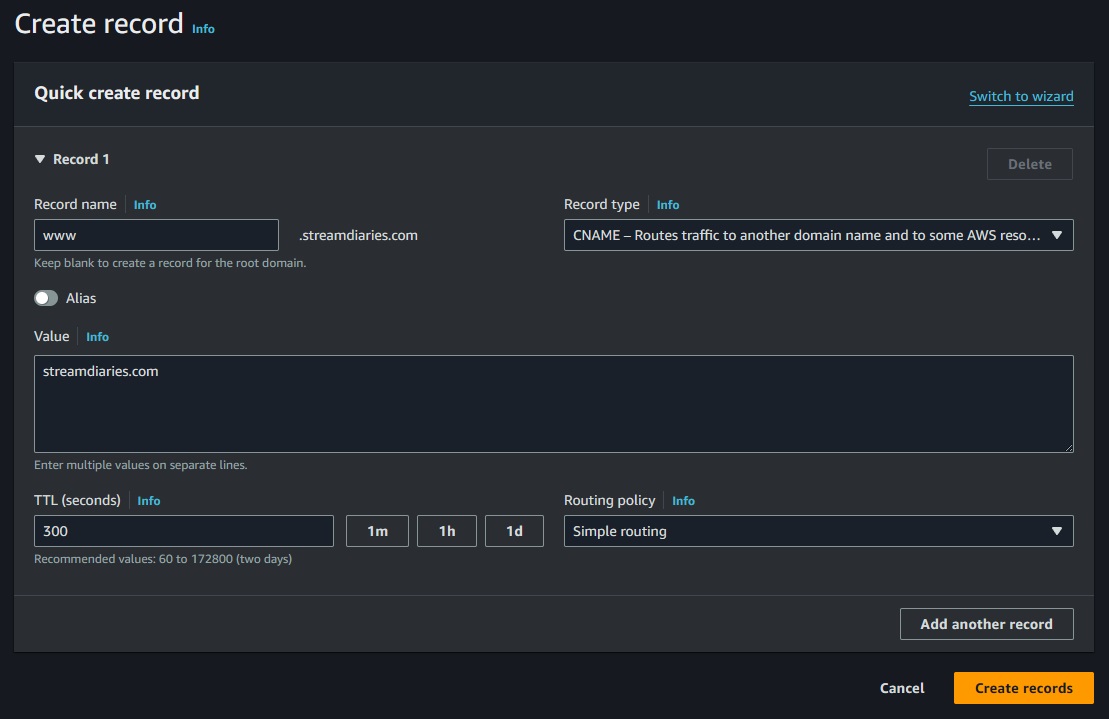 Create record Info
Quick create record
Switch to wizard
Record 1
Delete
Record name Info
Record type Info
www
.streamdiaries.com
CNAME – Routes traffic to another domain name and to some AWS reso...
Keep blank to create a record for the root domain.
Alias
Value Info
streamdiaries.com
Enter multiple values on separate lines.
TTL (seconds) Info
Routing policy Info
300
1m
1h
1d
Simple routing
Recommended values: 60 to 172800 (two days)
Add another record
Cancel
Create records